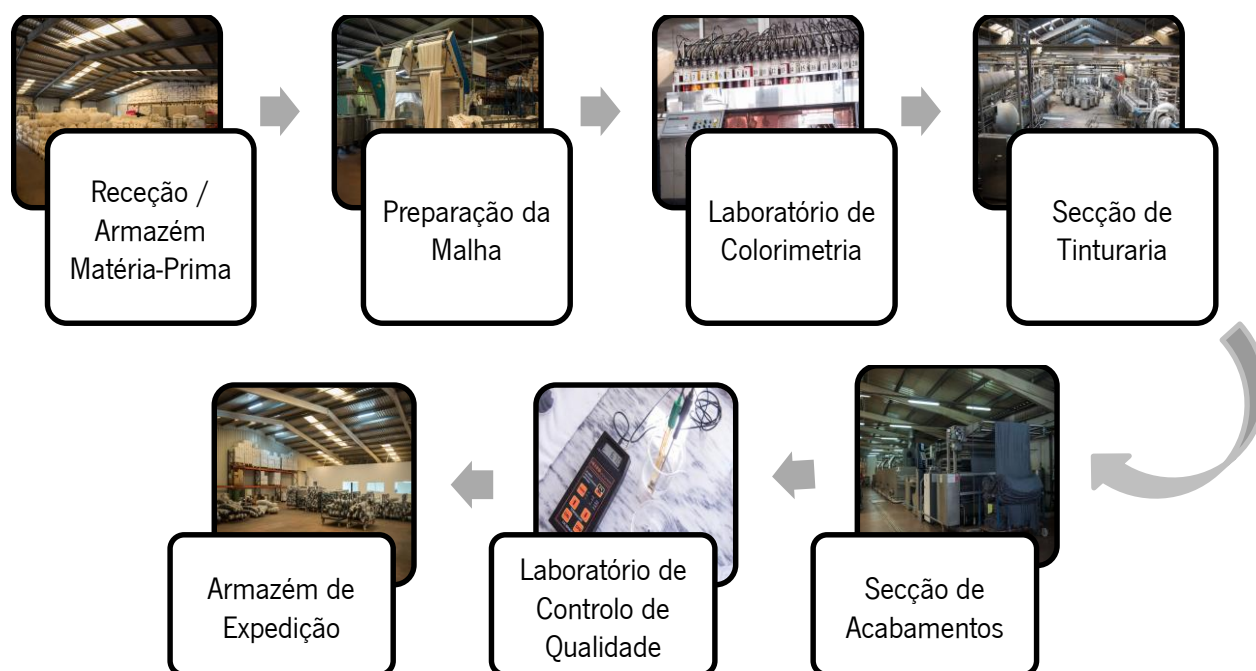 Receção /
Armazém
Matéria-Prima
Preparação da
Malha
Laboratório de
Colorimetria
Secção de
Tinturaria
Secção de
Acabamentos
Laboratório de
Controlo de
Qualidade
Armazém de
Expedição